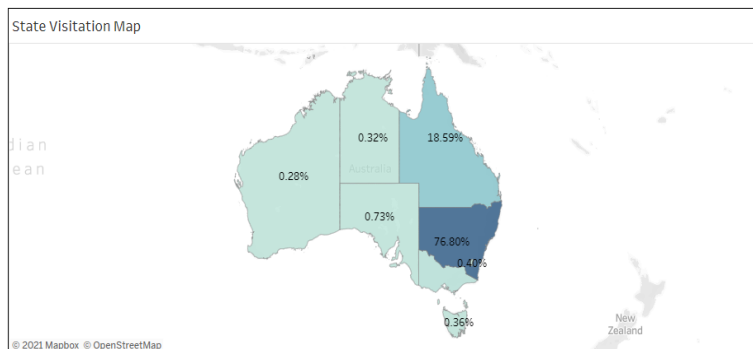 State Visitation Map
0.32%
18.59%
dian
ean
Australia
0.28%
0.73%
76.80%
0.40%
0.36%
New
Zealand
© 2021 Mapbox © OpenStreetMap